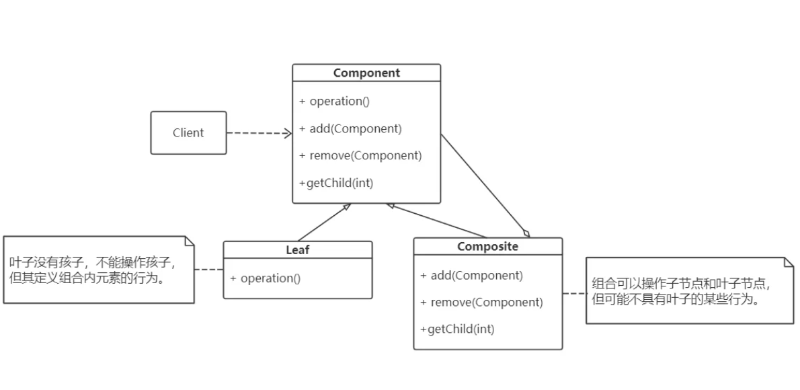 Component
+ operation()
+ add(Component)
+ remove(Component)
+getChild(int)
Client
叶子没有孩子，不能操作孩子，
但其定义组合内元素的行为。
Leaf
+ operation()
Composite
+ add(Component)
+ remove(Component)
+getChild(int)
组合可以操作子节点和叶子节点，
但可能不具有叶子的某些行为。